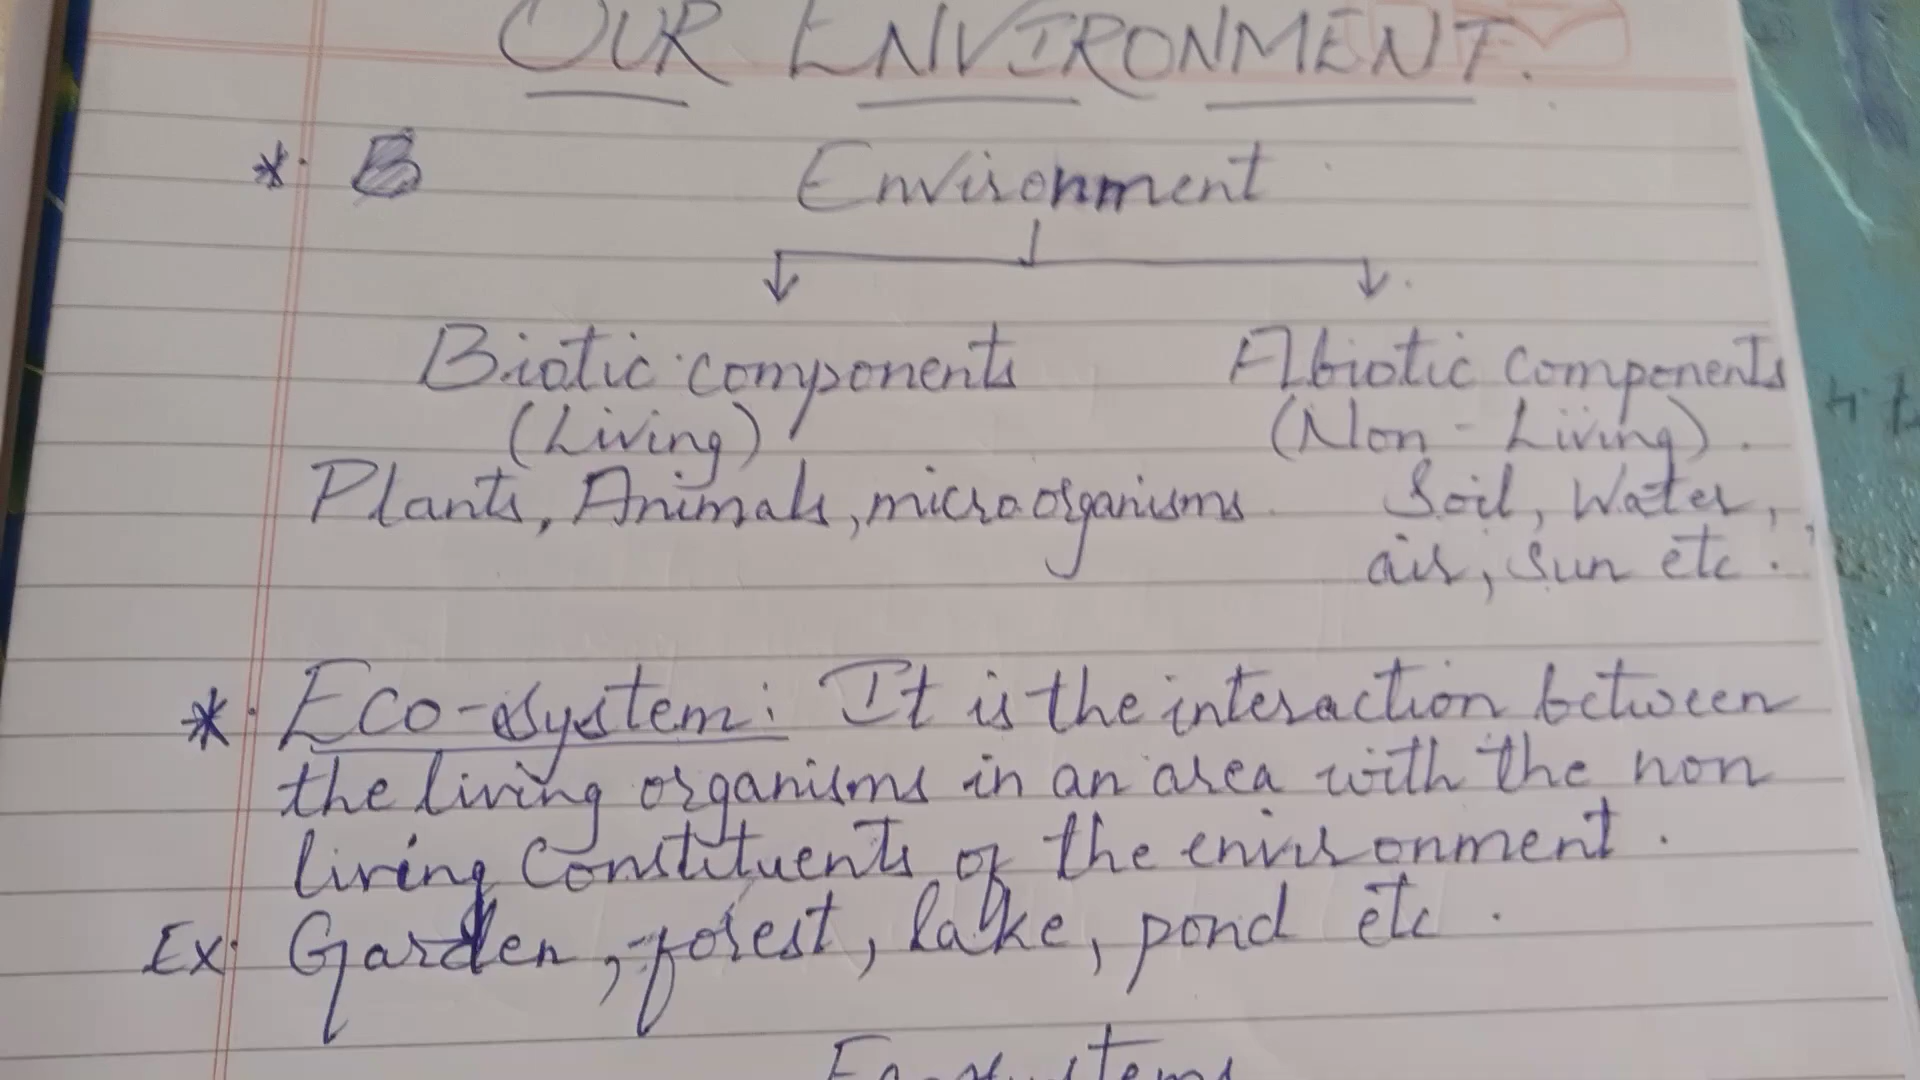 OUR ENVIRONMENT.
* Environment
Biotic components Abiotic components
(Living) (Non - Living).
Plants, Animals, microorganisms Soil, Water,
air, Sun etc.
* Eco-system: It is the interaction between
the living organisms in an area with the non
living Constituents of the environment.
Ex: Garden, forest, lake, pond etc.